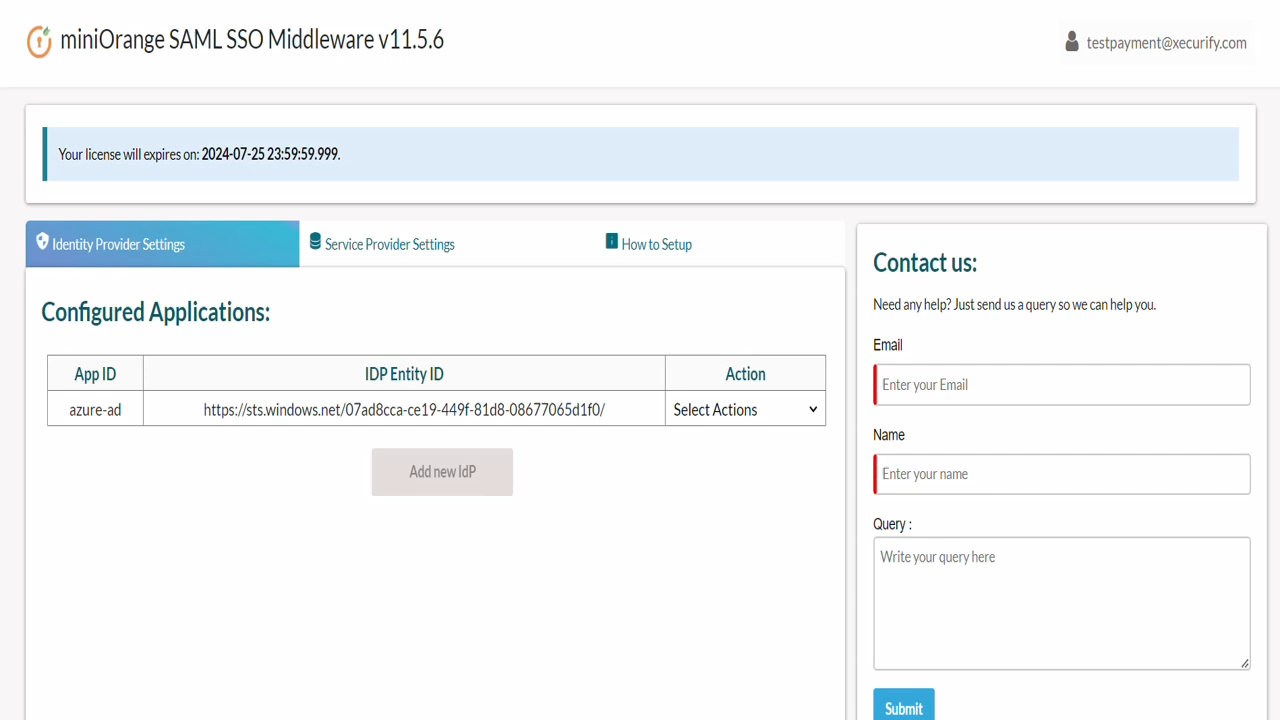 miniOrange SAML SSO Middleware v11.5.6
testpayment@xecurify.com
Your license will expires on: 2024-07-25 23:59:59.999.
Identity Provider Settings
Service Provider Settings
How to Setup
Configured Applications:
App ID IDP Entity ID Action
azure-ad https://sts.windows.net/07ad8cca-ce19-449f-81d8-08677065d1f0/ Select Actions
Add new IdP
Contact us:
Need any help? Just send us a query so we can help you.
Email
Enter your Email
Name
Enter your name
Query :
Write your query here
Submit